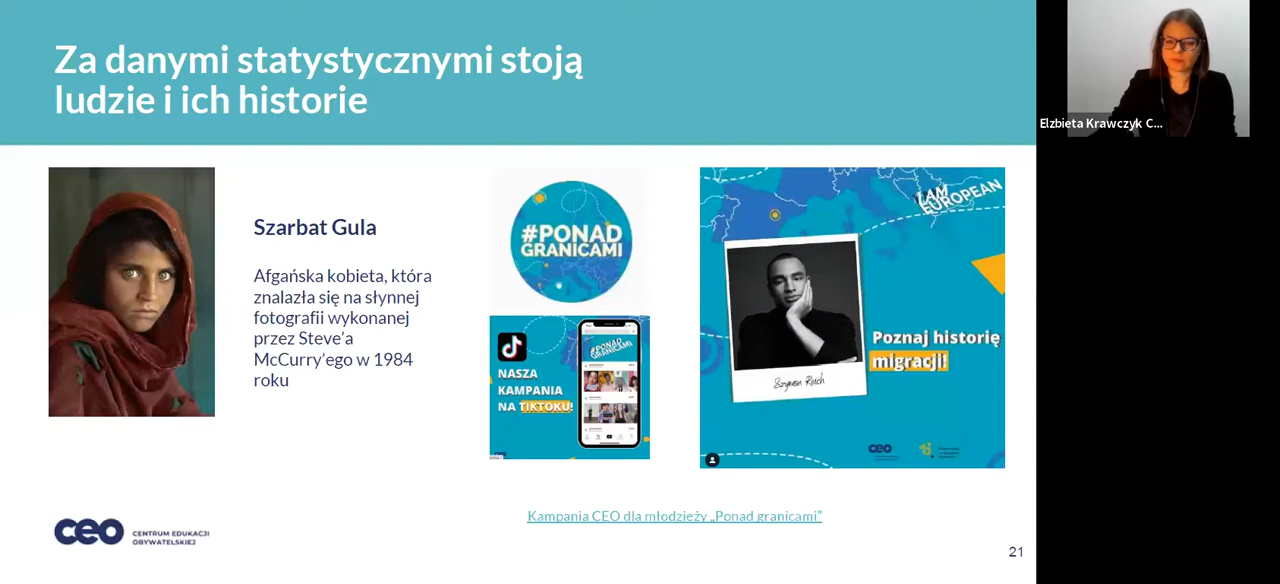 Za danymi statystycznymi stoją
ludzie i ich historie
Elzbieta Krawczyk C...
Szarbat Gula
Afgańska kobieta, która
znalazła się na słynnej
fotografii wykonanej
przez Steve'a
McCurry'ego w 1984
roku
#PONAD
GRANICAMI
NASZA
KAMPANIA
NA TIKTOKU!
#PONAD
GRANICAMI
I AM
EUROPEAN
Poznaj historię
migracji!
Szymon Reich
ceo
Kampania CEO dla młodzieży „Ponad granicami”
ceo CENTRUM EDUKACJI
OBYWATELSKIEJ
21